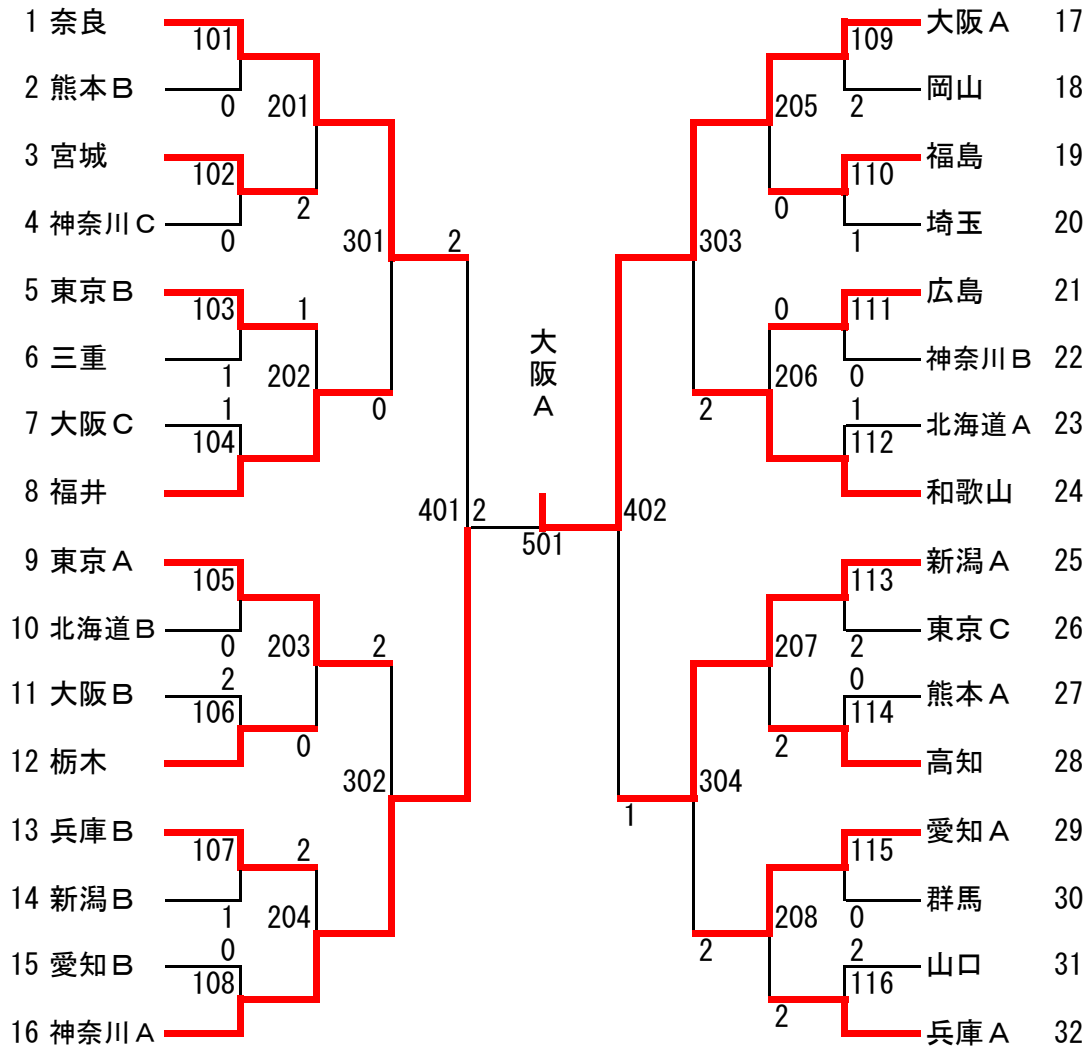 1 奈良
101
2 熊本B
0
201
3 宮城
102
2
4 神奈川C
0
301
2
5 東京B
103
1
6 三重
1
202
0
7 大阪C
1
104
8 福井
401
2
9 東京A
105
10 北海道B
0
203
2
11 大阪B
2
106
0
12 栃木
302
13 兵庫B
107
2
14 新潟B
1
204
15 愛知B
0
108
16 神奈川A
大阪A
501
大阪A 17
109
岡山 18
2
205
福島 19
110
0
埼玉 20
1
303
広島 21
111
0
神奈川B 22
0
206
2
北海道A 23
1
112
和歌山 24
402
新潟A 25
113
東京C 26
2
207
熊本A 27
0
114
2
高知 28
304
1
愛知A 29
115
群馬 30
0
208
2
山口 31
2
116
2
兵庫A 32